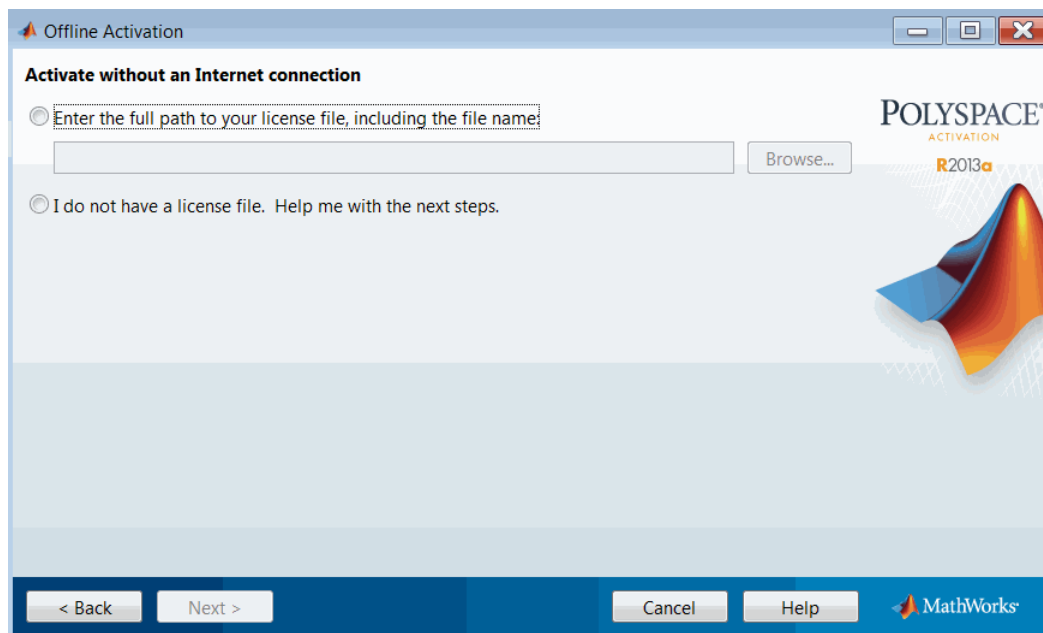 Offline Activation
Activate without an Internet connection
Enter the full path to your license file, including the file name:
Browse...
I do not have a license file.  Help me with the next steps.
POLYSPACE®
ACTIVATION
R2013a
< Back
Next >
Cancel
Help
MathWorks®